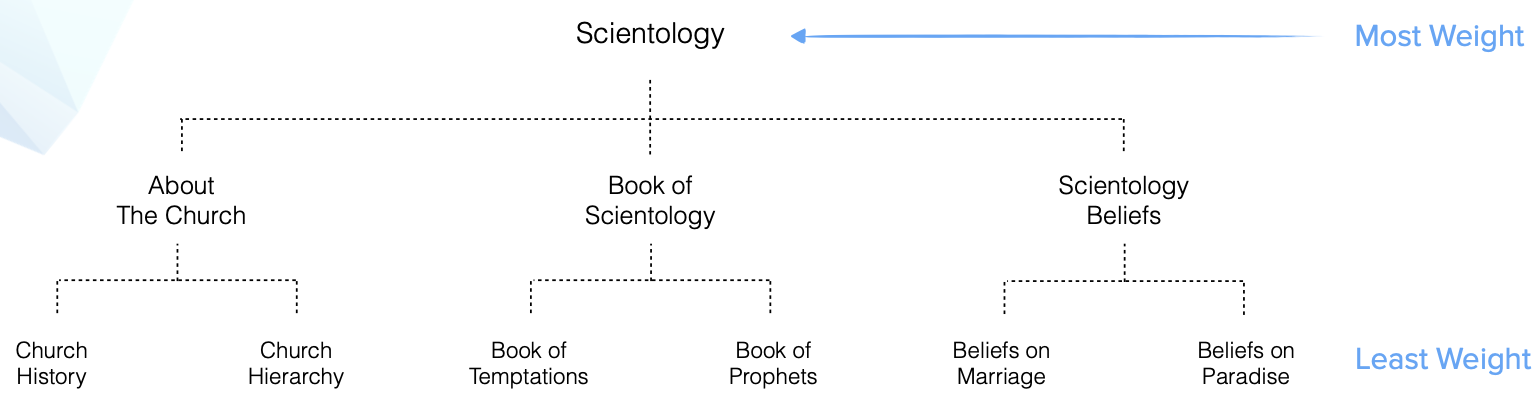 Scientology
Most Weight
About
The Church
Book of
Scientology
Scientology
Beliefs
Church
History
Church
Hierarchy
Book of
Temptations
Book of
Prophets
Beliefs on
Marriage
Beliefs on
Paradise
Least Weight